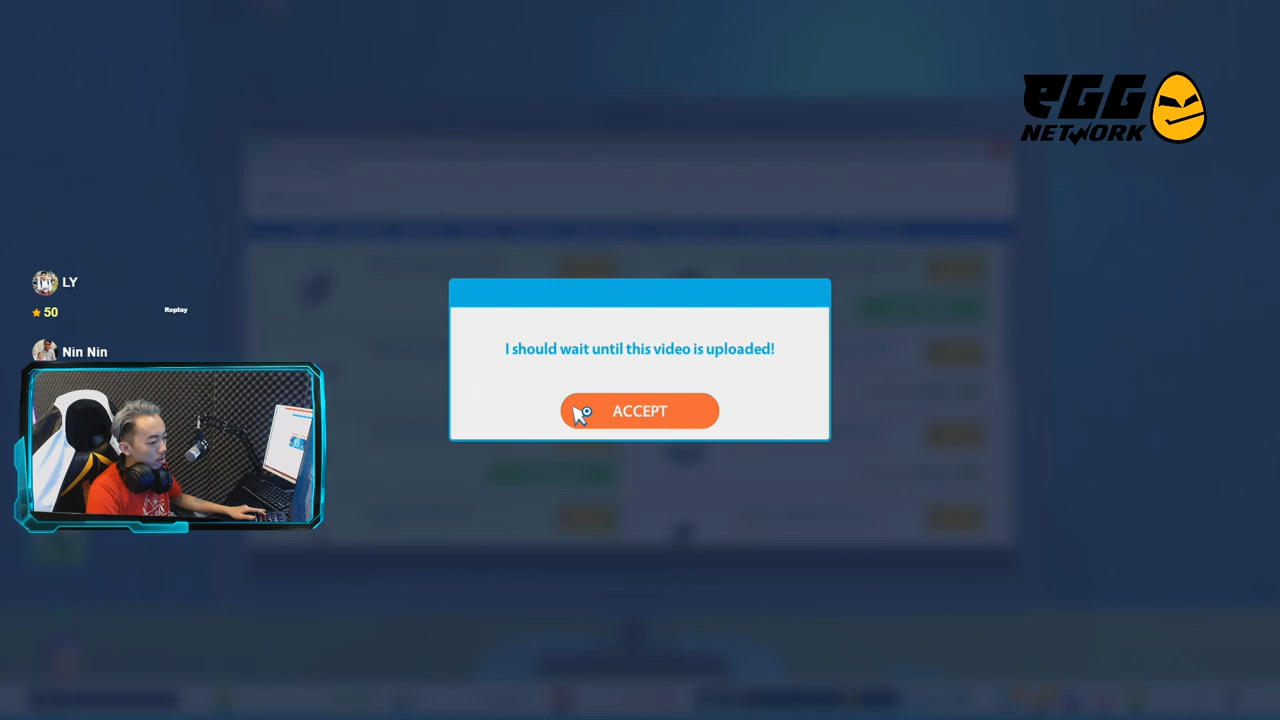 eGG
NETWORK
LY
50
Replay
Nin Nin
I should wait until this video is uploaded!
ACCEPT